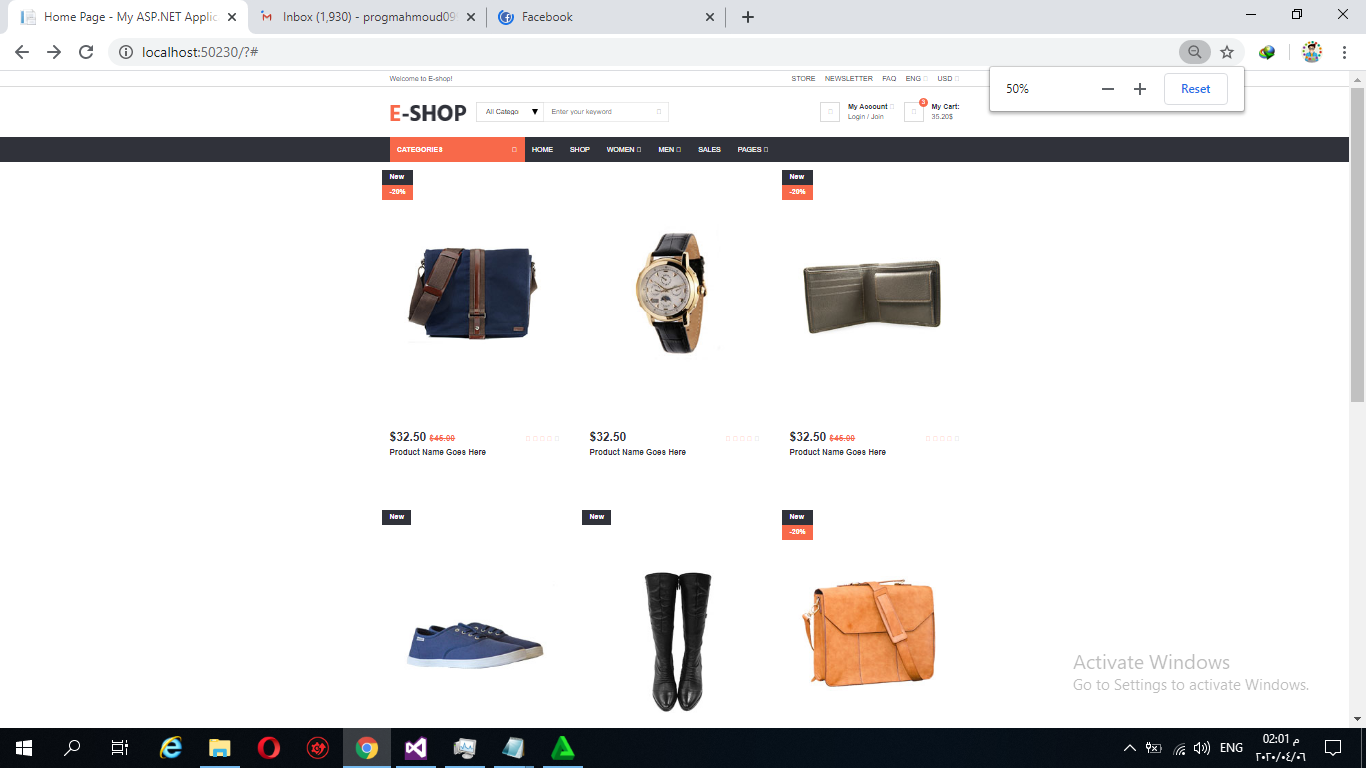 Home Page - My ASP.NET Applic
Inbox (1,930) - progmahmoud09
Facebook
localhost:50230/?#
50%
Reset
Welcome to E-shop!
STORE NEWSLETTER FAQ ENG USD
E-SHOP
All Catego
Enter your keyword
My Account
Login / Join
3
My Cart:
35.20$
CATEGORIES
HOME SHOP WOMEN MEN SALES PAGES
New
-20%
New
-20%
$32.50 $45.00
Product Name Goes Here
$32.50
Product Name Goes Here
$32.50 $45.00
Product Name Goes Here
New
New
New
-20%
Activate Windows
Go to Settings to activate Windows.
ENG
02:01 م
٢٠٢٠/٠٤/٠٦